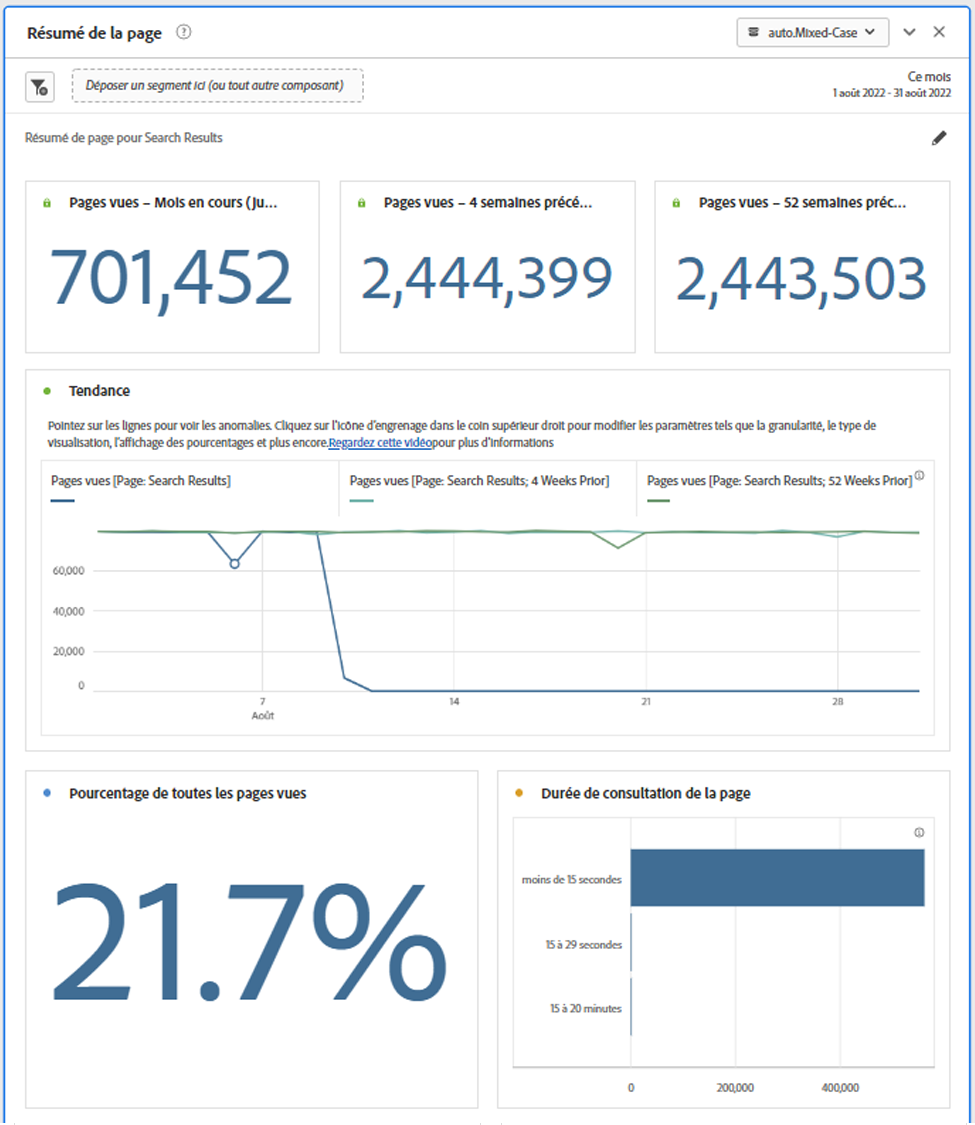 Résumé de la page
auto.Mixed-Case
Déposer un segment ici (ou tout autre composant)
Ce mois
1 août 2022 - 31 août 2022
Résumé de page pour Search Results
Pages vues – Mois en cours (Ju...
701,452
Pages vues – 4 semaines précé...
2,444,399
Pages vues – 52 semaines préc...
2,443,503
Tendance
Pointez sur les lignes pour voir les anomalies. Cliquez sur l'icône d'engrenage dans le coin supérieur droit pour modifier les paramètres tels que la granularité, le type de
visualisation, l'affichage des pourcentages et plus encore.Regardez cette vidéopour plus d'informations
Pages vues [Page: Search Results]
Pages vues [Page: Search Results; 4 Weeks Prior]
Pages vues [Page: Search Results; 52 Weeks Prior]
60,000
40,000
20,000
0
7
Août
14
21
28
Pourcentage de toutes les pages vues
21.7%
Durée de consultation de la page
moins de 15 secondes
15 à 29 secondes
15 à 20 minutes
0
200,000
400,000